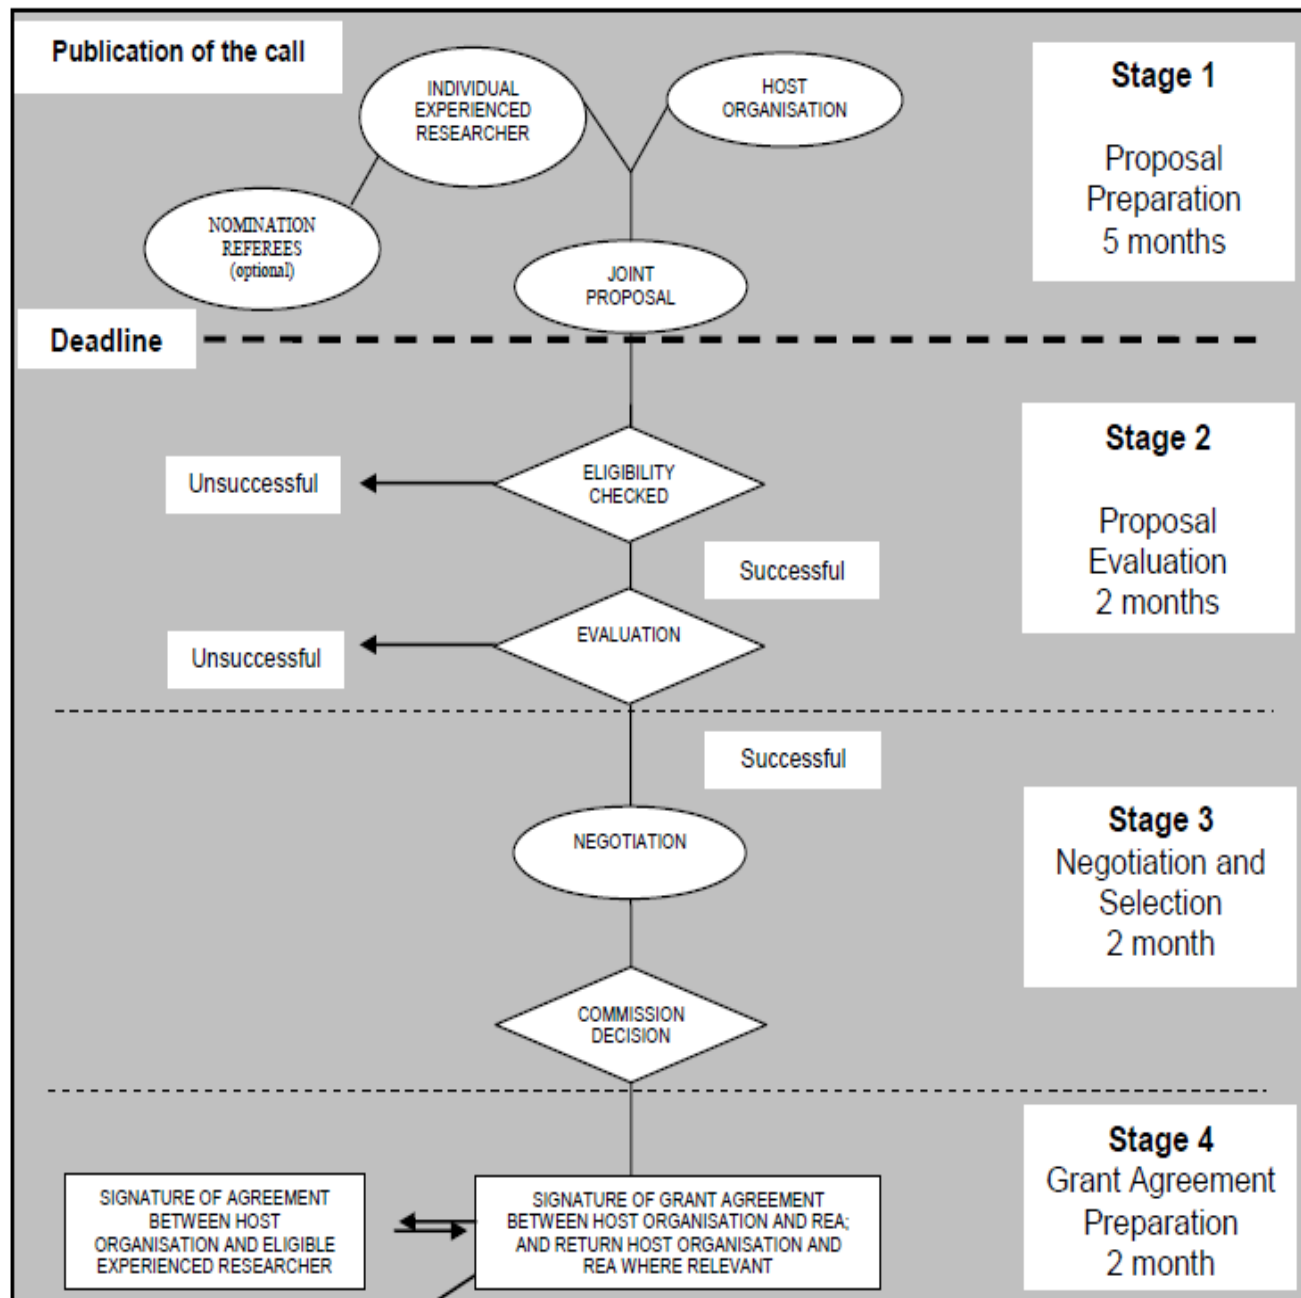 Publication of the call
INDIVIDUAL
EXPERIENCED
RESEARCHER
HOST
ORGANISATION
Stage 1
Proposal
Preparation
5 months
NOMINATION
REFEREES
(optional)
JOINT
PROPOSAL
Deadline
Stage 2
Proposal
Evaluation
2 months
ELIGIBILITY
CHECKED
Unsuccessful
Successful
EVALUATION
Unsuccessful
Successful
Stage 3
Negotiation and
Selection
2 month
NEGOTIATION
COMMISSION
DECISION
Stage 4
Grant Agreement
Preparation
2 month
SIGNATURE OF AGREEMENT
BETWEEN HOST
ORGANISATION AND ELIGIBLE
EXPERIENCED RESEARCHER
SIGNATURE OF GRANT AGREEMENT
BETWEEN HOST ORGANISATION AND REA;
AND RETURN HOST ORGANISATION AND
REA WHERE RELEVANT